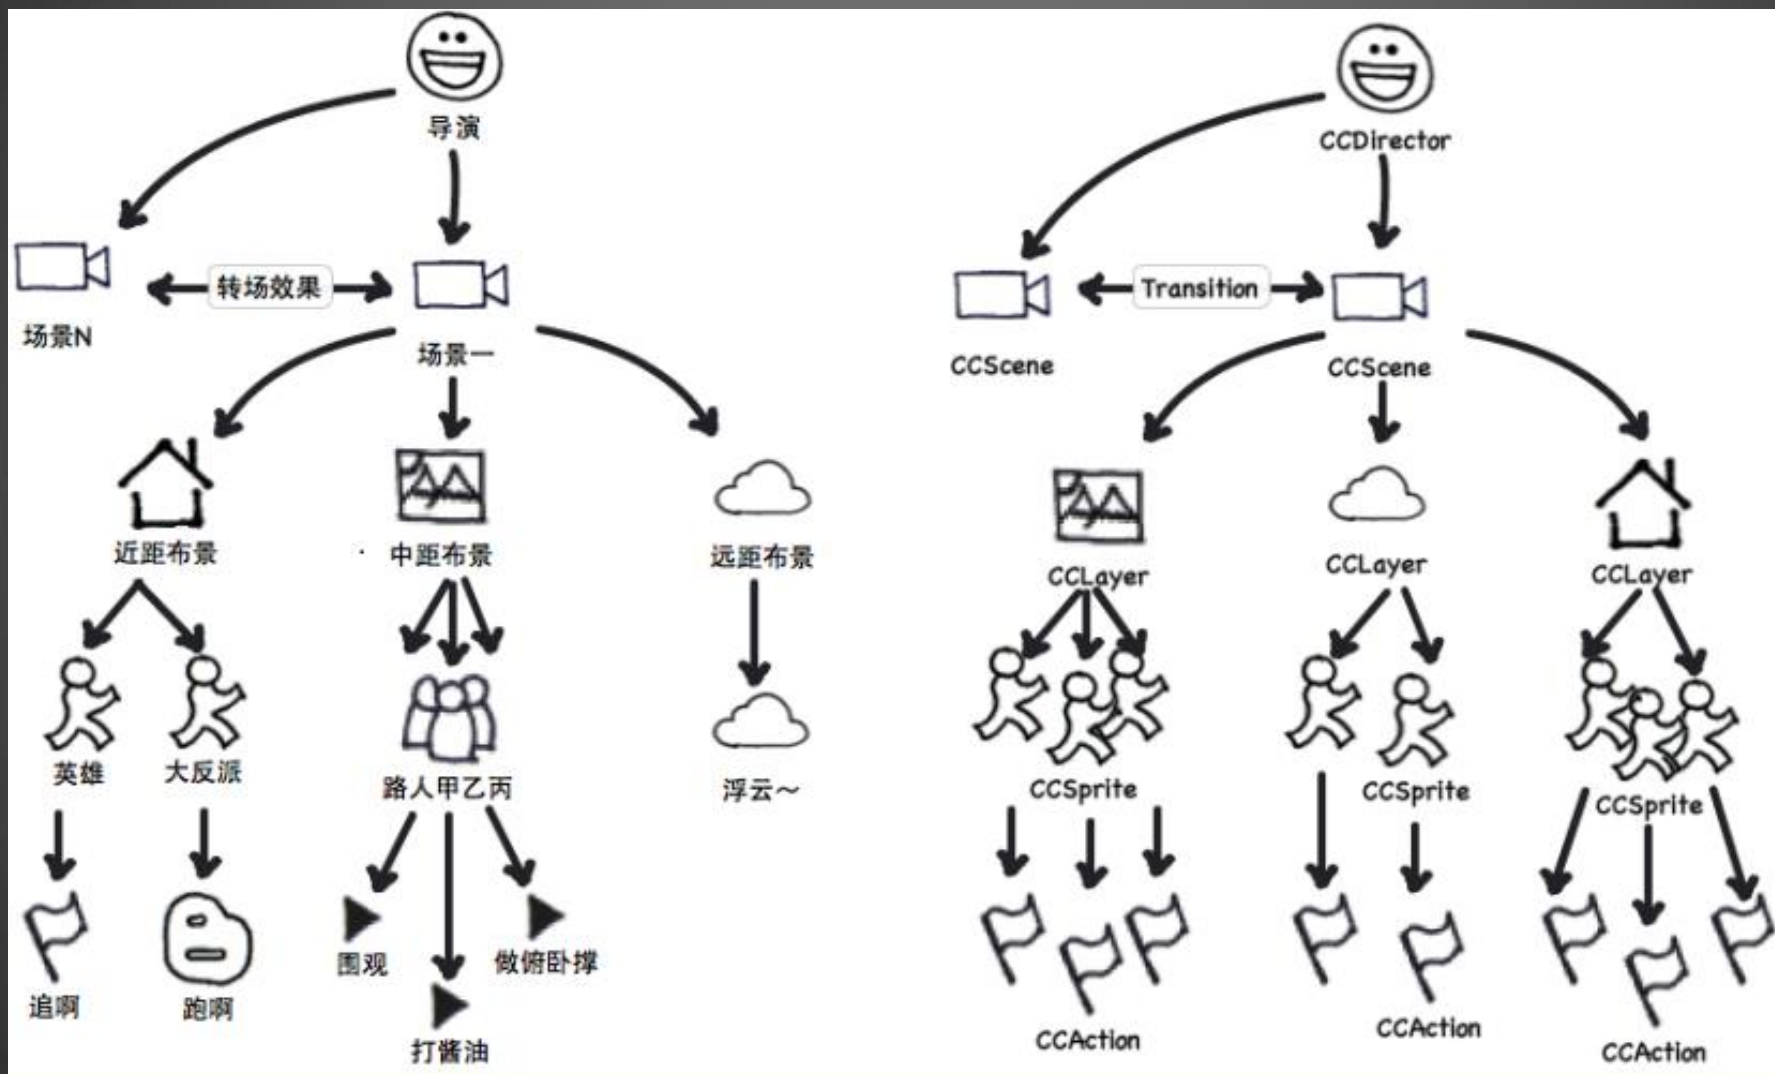 导演
转场效果
场景N
场景一
近距布景
中距布景
远距布景
英雄
大反派
路人甲乙丙
浮云～
追啊
跑啊
围观
做俯卧撑
打酱油
CCDirector
Transition
CCScene
CCScene
CCLayer
CCLayer
CCLayer
CCSprite
CCSprite
CCSprite
CCAction
CCAction
CCAction